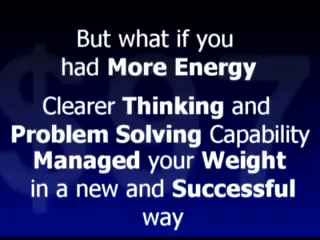 But what if you
had More Energy
Clearer Thinking and
Problem Solving Capability
Managed your Weight
in a new and Successful
way